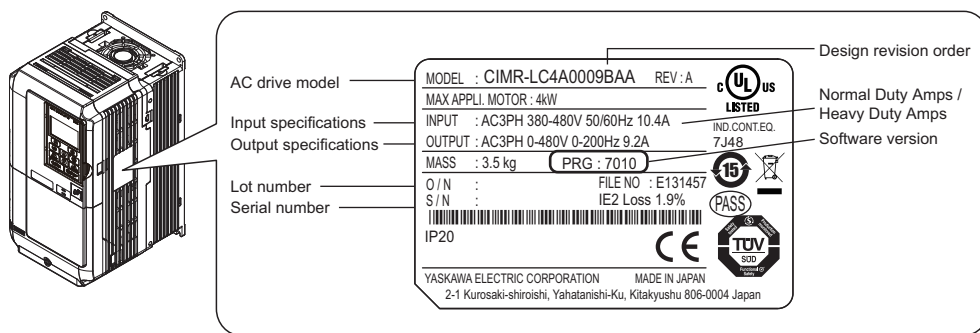 AC drive model
Input specifications
Output specifications
Lot number
Serial number
MODEL : CIMR-LC4A0009BAA REV : A
MAX APPLI. MOTOR : 4kW
INPUT : AC3PH 380-480V 50/60Hz 10.4A
OUTPUT : AC3PH 0-480V 0-200Hz 9.2A
MASS : 3.5 kg PRG : 7010
O / N : FILE NO : E131457
S / N : IE2 Loss 1.9%
IP20
CE
YASKAWA ELECTRIC CORPORATION MADE IN JAPAN
2-1 Kurosaki-shiroishi, Yahatanishi-Ku, Kitakyushu 806-0004 Japan
C UL US
LISTED
IND.CONT.EQ.
7J48
15
PASS
TÜV
SÜD
Functional
Safety
Design revision order
Normal Duty Amps /
Heavy Duty Amps
Software version